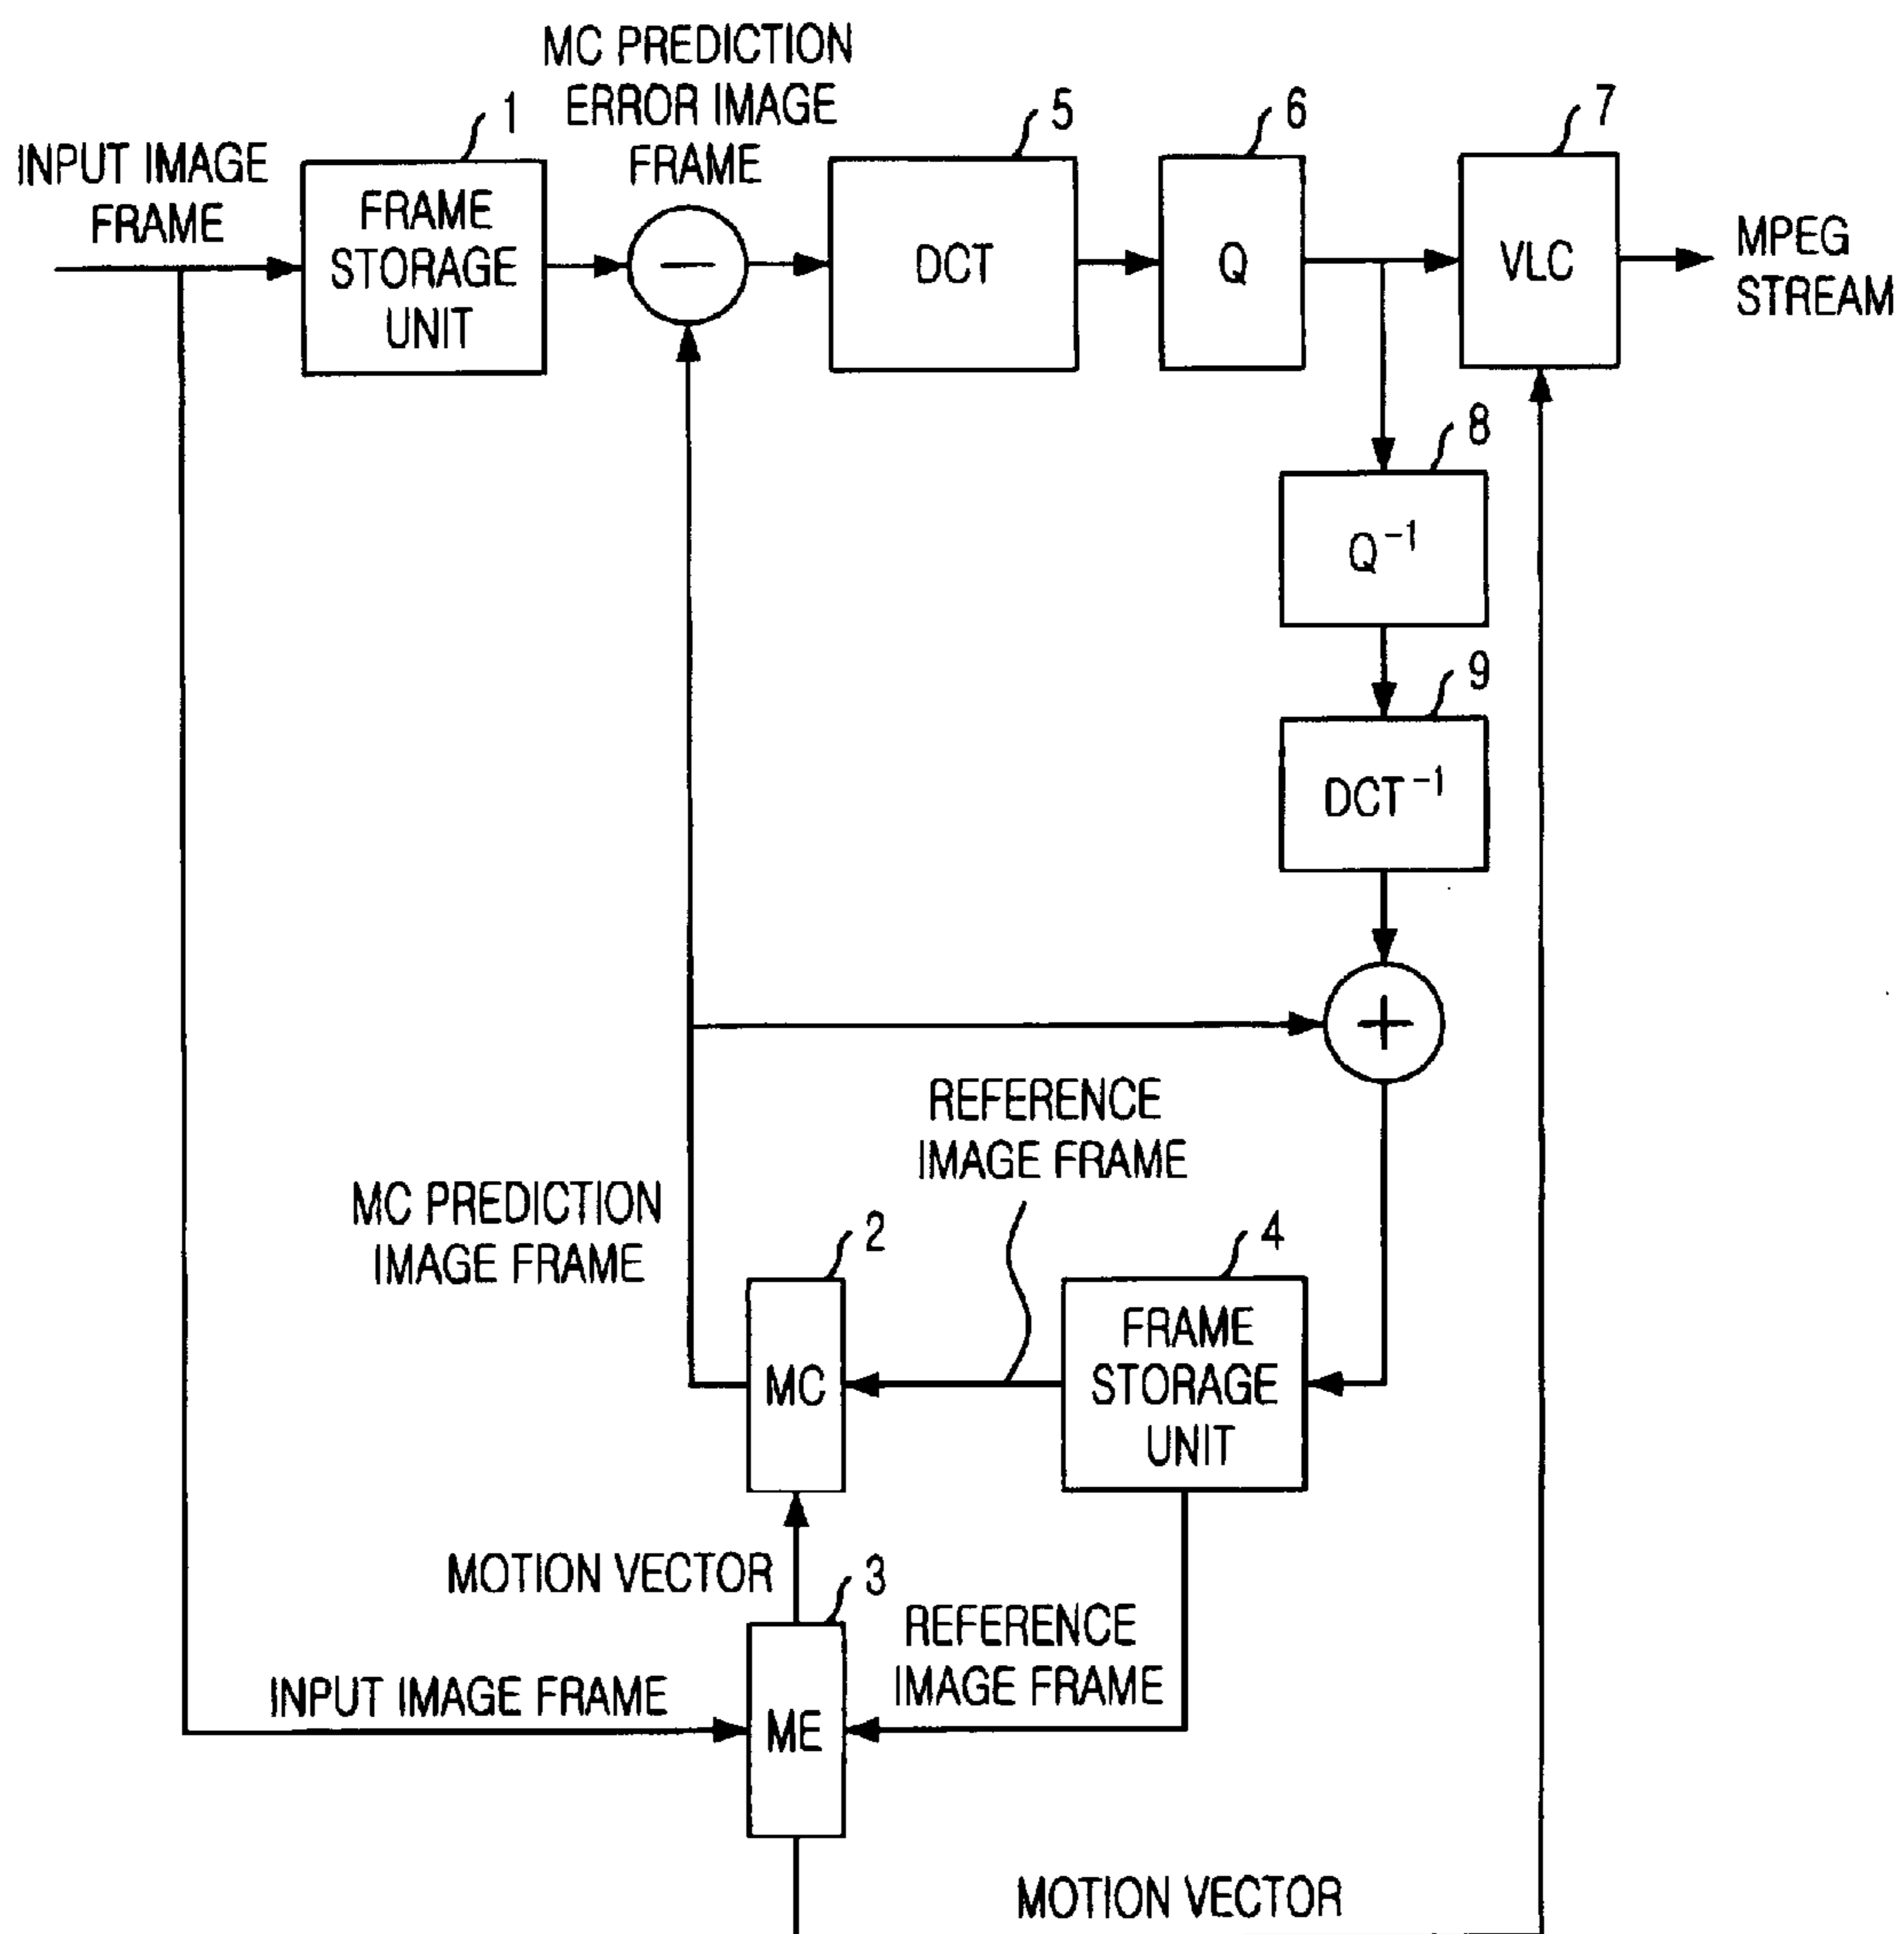 MC PREDICTION
ERROR IMAGE
FRAME
INPUT IMAGE
FRAME
1
FRAME
STORAGE
UNIT
−
5
DCT
6
Q
7
VLC
MPEG
STREAM
8
Q⁻¹
9
DCT⁻¹
+
REFERENCE
IMAGE FRAME
MC PREDICTION
IMAGE FRAME
2
MC
4
FRAME
STORAGE
UNIT
MOTION VECTOR
3
ME
REFERENCE
IMAGE FRAME
INPUT IMAGE FRAME
MOTION VECTOR